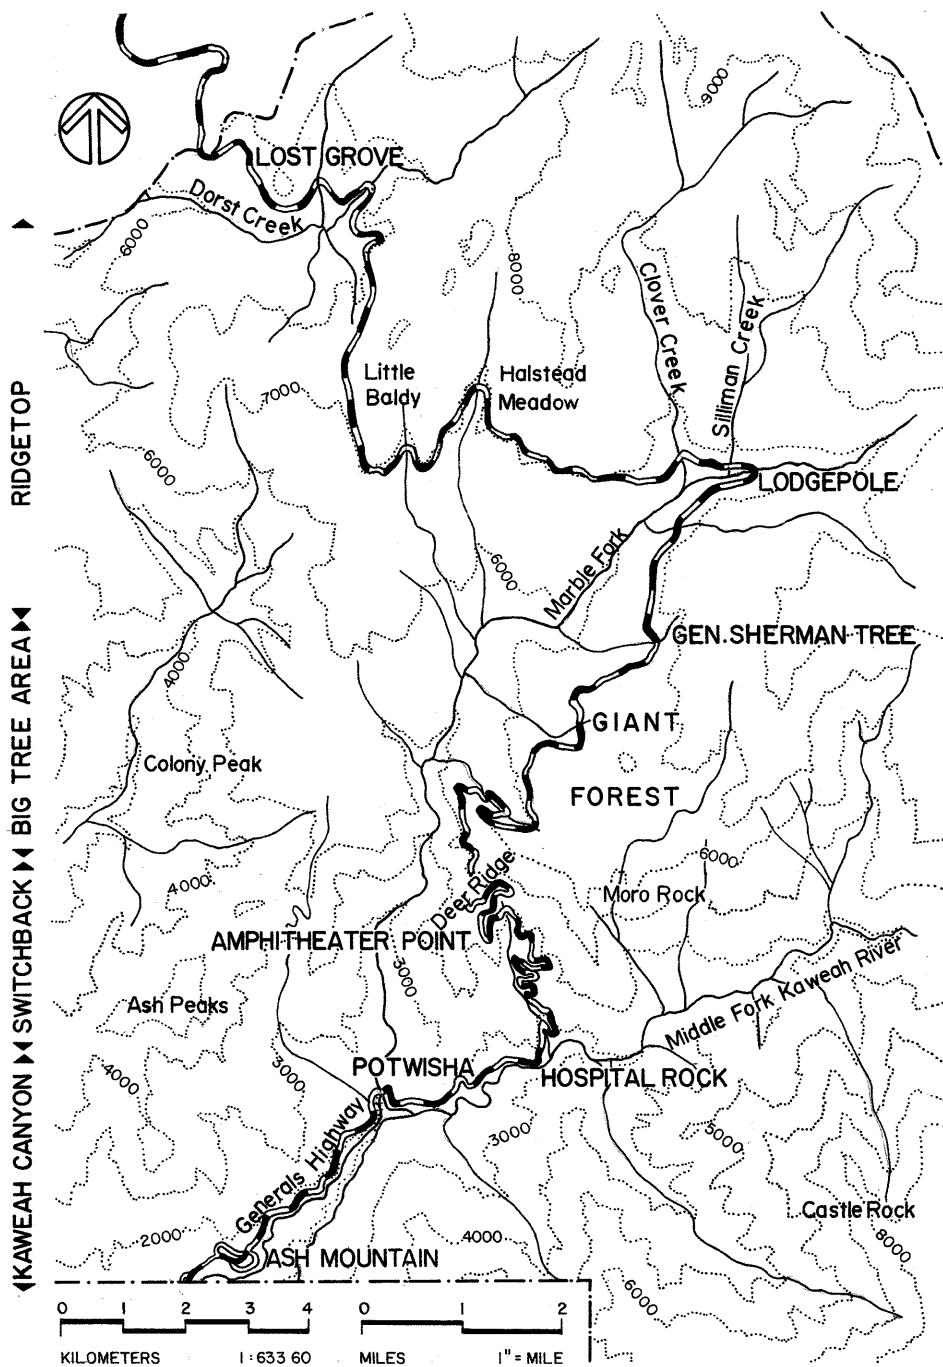 9000
LOST GROVE
Dorst Creek
6000
8000
Clover Creek
Silliman Creek
Little
Baldy
Halstead
Meadow
7000
6000
LODGEPOLE
6000
Marble Fork
GEN. SHERMAN TREE
4000
GIANT
Colony Peak
FOREST
6000
4000
Deer Ridge
Moro Rock
AMPHITHEATER POINT
3000
Middle Fork Kaweah River
Ash Peaks
3000
4000
POTWISHA
HOSPITAL ROCK
Generals Highway
3000
5000
Castle Rock
2000
4000
8000
ASH MOUNTAIN
6000
KAWEAH CANYON SWITCHBACK BIG TREE AREA RIDGETOP
0 1 2 3 4 0 1 2
KILOMETERS 1:633 60 MILES 1" = MILE